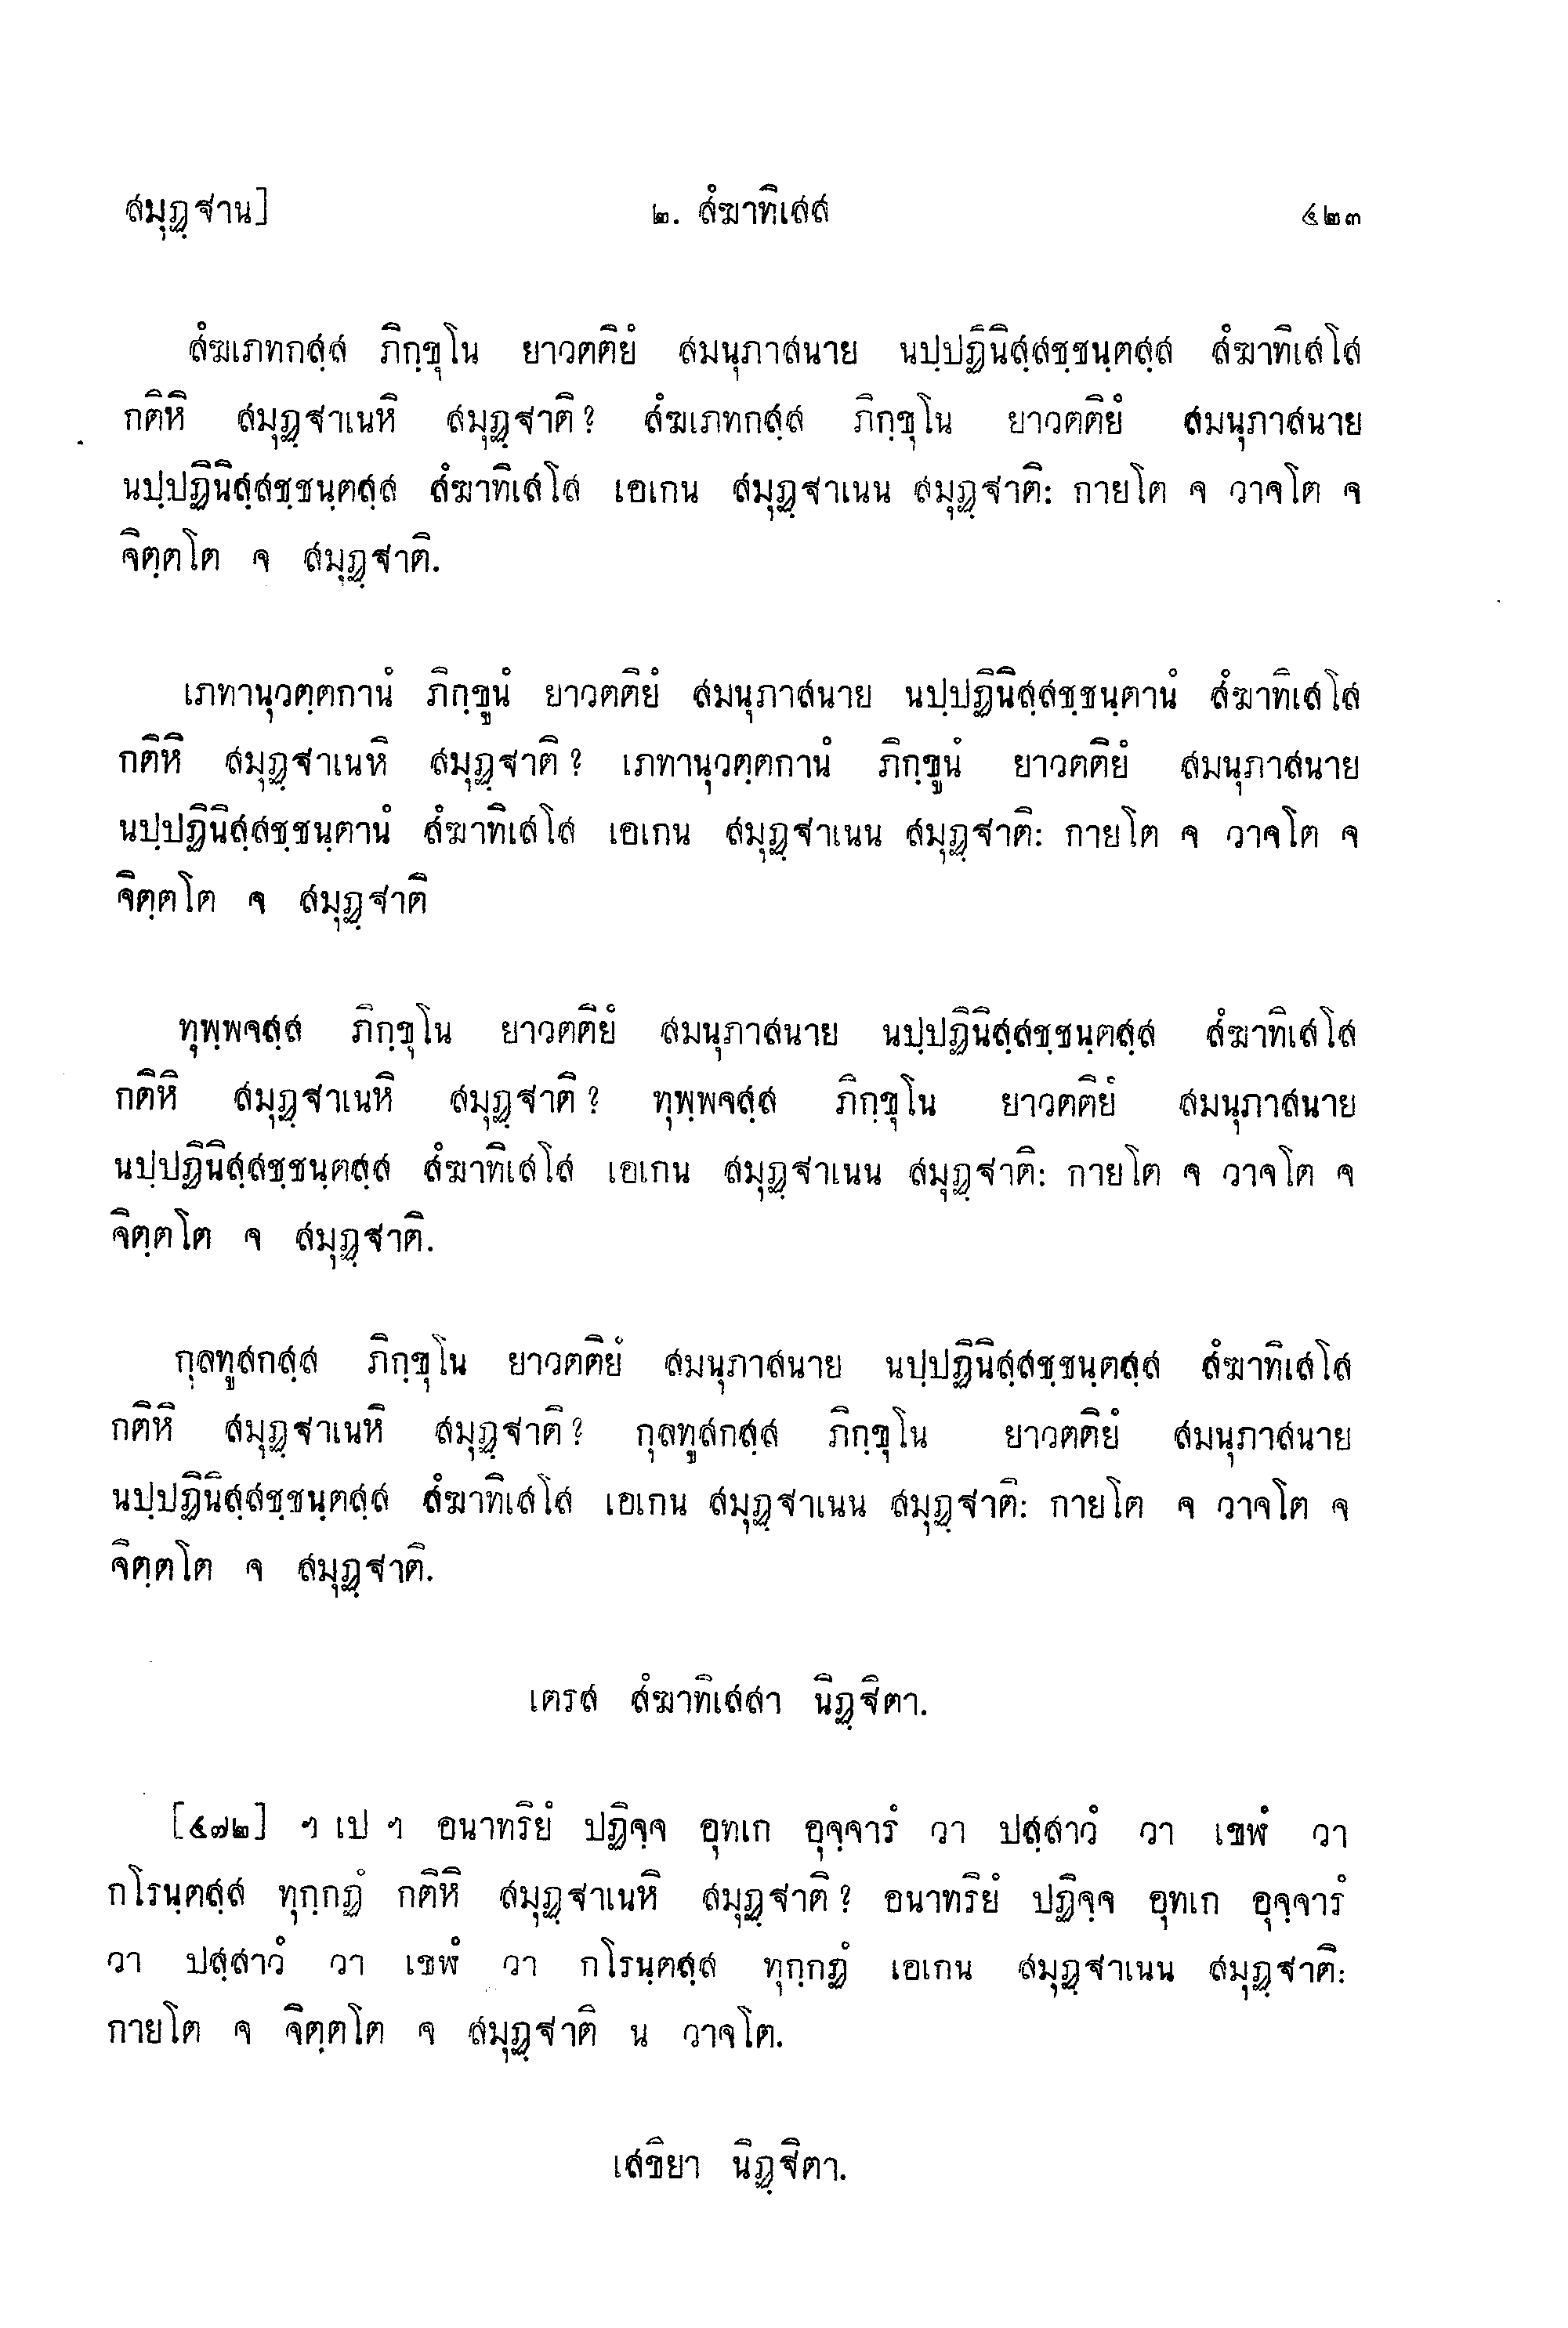 สมุฏฺฐาน]
๒. สํฆาทิเสส
๔๒๓
สํฆเภทกสฺส ภิกฺขุโน ยาวตติยํ สมนุภาสนาย นปฺปฏินิสฺสชฺชนฺตสฺส สํฆาทิเสโส
กติหิ สมุฏฺฐาเนหิ สมุฏฺฐาติ? สํฆเภทกสฺส ภิกฺขุโน ยาวตติยํ สมนุภาสนาย
นปฺปฏินิสฺสชฺชนฺตสฺส สํฆาทิเสโส เอเกน สมุฏฺฐาเนน สมุฏฺฐาติ: กายโต จ วาจโต จ
จิตฺตโต จ สมุฏฺฐาติ.
เภทานุวตฺตกานํ ภิกฺขูนํ ยาวตติยํ สมนุภาสนาย นปฺปฏินิสฺสชฺชนฺตานํ สํฆาทิเสโส
กติหิ สมุฏฺฐาเนหิ สมุฏฺฐาติ? เภทานุวตฺตกานํ ภิกฺขูนํ ยาวตติยํ สมนุภาสนาย
นปฺปฏินิสฺสชฺชนฺตานํ สํฆาทิเสโส เอเกน สมุฏฺฐาเนน สมุฏฺฐาติ: กายโต จ วาจโต จ
จิตฺตโต จ สมุฏฺฐาติ
ทุพฺพจสฺส ภิกฺขุโน ยาวตติยํ สมนุภาสนาย นปฺปฏินิสฺสชฺชนฺตสฺส สํฆาทิเสโส
กติหิ สมุฏฺฐาเนหิ สมุฏฺฐาติ? ทุพฺพจสฺส ภิกฺขุโน ยาวตติยํ สมนุภาสนาย
นปฺปฏินิสฺสชฺชนฺตสฺส สํฆาทิเสโส เอเกน สมุฏฺฐาเนน สมุฏฺฐาติ: กายโต จ วาจโต จ
จิตฺตโต จ สมุฏฺฐาติ.
กุลทูสกสฺส ภิกฺขุโน ยาวตติยํ สมนุภาสนาย นปฺปฏินิสฺสชฺชนฺตสฺส สํฆาทิเสโส
กติหิ สมุฏฺฐาเนหิ สมุฏฺฐาติ? กุลทูสกสฺส ภิกฺขุโน ยาวตติยํ สมนุภาสนาย
นปฺปฏินิสฺสชฺชนฺตสฺส สํฆาทิเสโส เอเกน สมุฏฺฐาเนน สมุฏฺฐาติ: กายโต จ วาจโต จ
จิตฺตโต จ สมุฏฺฐาติ.
เตรส สํฆาทิเสสา นิฏฺฐิตา.
[๔๗๒] ฯ เป ฯ อนาทริยํ ปฏิจฺจ อุทเก อุจฺจารํ วา ปสฺสาวํ วา เขฬํ วา
กโรนฺตสฺส ทุกฺกฏํ กติหิ สมุฏฺฐาเนหิ สมุฏฺฐาติ? อนาทริยํ ปฏิจฺจ อุทเก อุจฺจารํ
วา ปสฺสาวํ วา เขฬํ วา กโรนฺตสฺส ทุกฺกฏํ เอเกน สมุฏฺฐาเนน สมุฏฺฐาติ:
กายโต จ จิตฺตโต จ สมุฏฺฐาติ น วาจโต.
เสขิยา นิฏฺฐิตา.